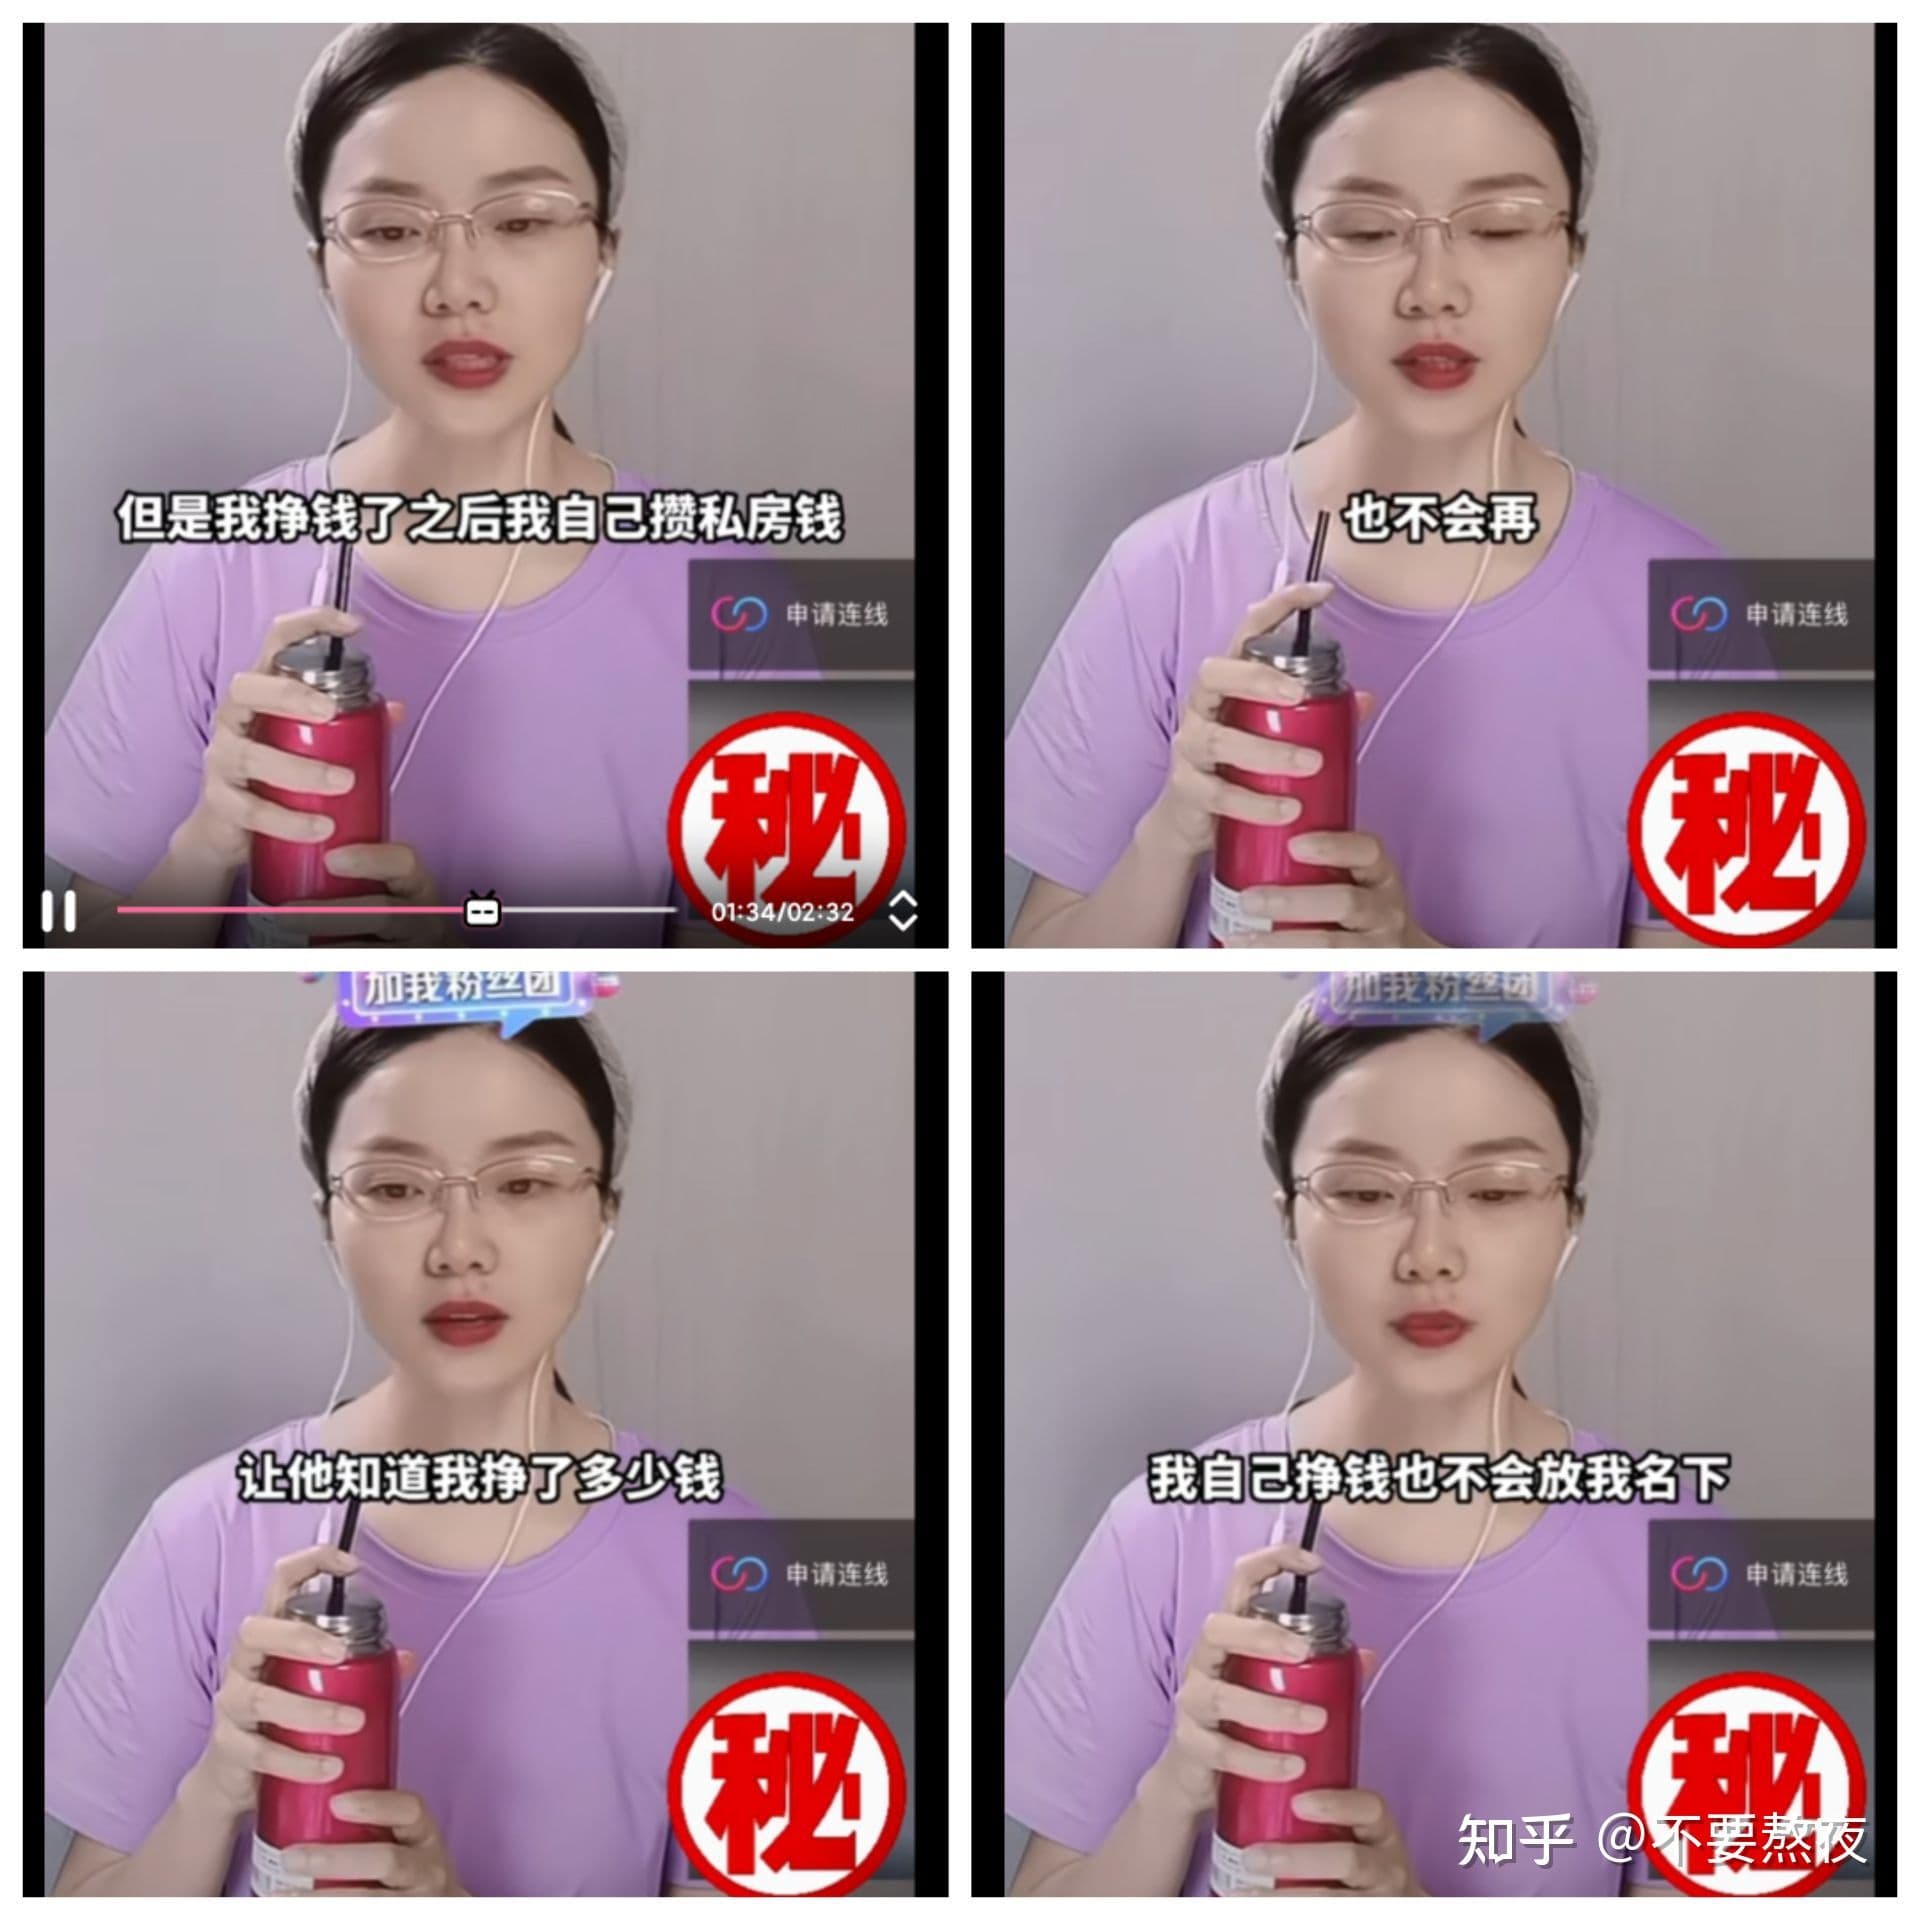 但是我挣钱了之后我自己攒私房钱
申请连线
秘
01:34/02:32
也不会再
申请连线
秘
加我粉丝团
让他知道我挣了多少钱
申请连线
秘
加我粉丝团
我自己挣钱也不会放我名下
申请连线
秘
知乎 @不要熬夜